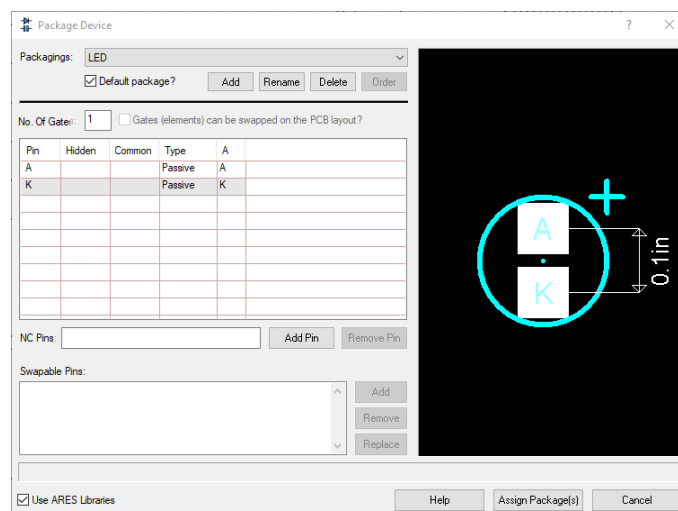 Package Device ?
Packagings: LED
Default package? Add Rename Delete Order
No. Of Gates: 1 Gates (elements) can be swapped on the PCB layout?
Pin Hidden Common Type A
A Passive A
K Passive K
NC Pins: Add Pin Remove Pin
Swapable Pins:
Add
Remove
Replace
Use ARES Libraries Help Assign Package(s) Cancel
A
K
0.1in